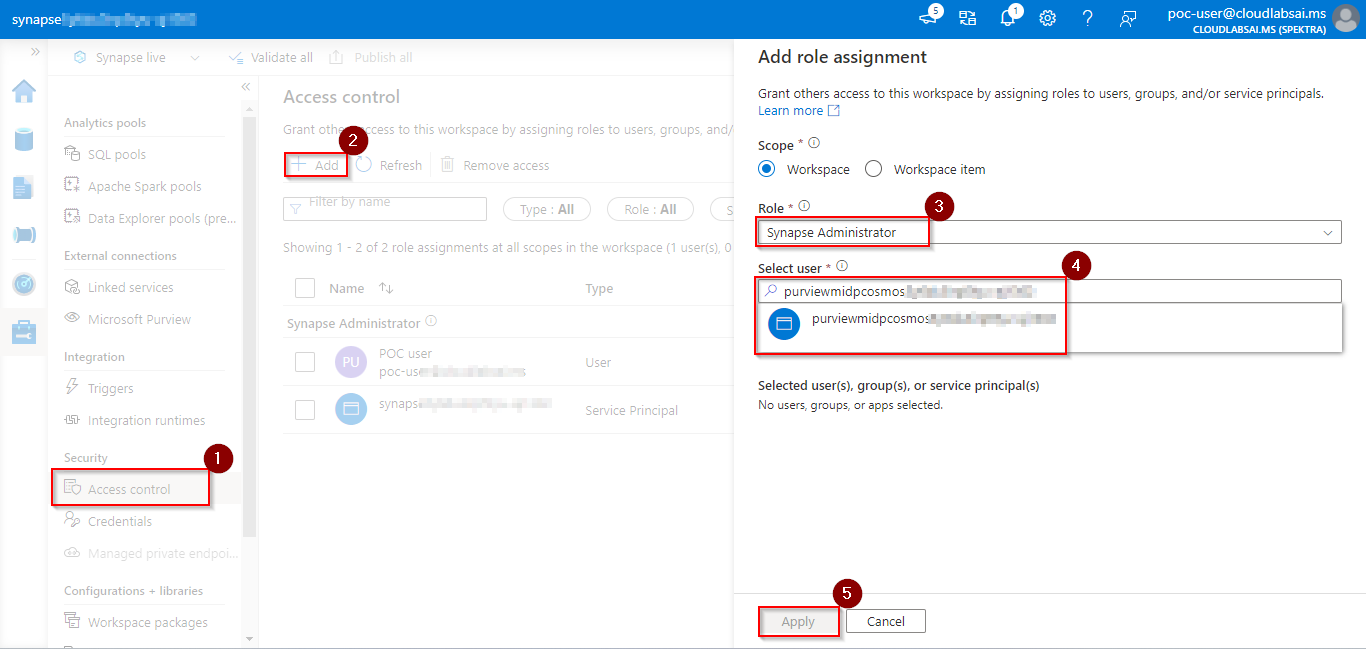 synapse
5
1
poc-user@cloudlabsai.ms
CLOUDLABSAI.MS (SPEKTRA)
Synapse live
Validate all
Publish all
Analytics pools
SQL pools
Apache Spark pools
Data Explorer pools (pre...
External connections
Linked services
Microsoft Purview
Integration
Triggers
Integration runtimes
Security
1
Access control
Credentials
Managed private endpoi...
Configurations + libraries
Workspace packages
Access control
Grant others access to this workspace by assigning roles to users, groups, and/
2
Add
Refresh
Remove access
Filter by name
Type : All
Role : All
S
Showing 1 - 2 of 2 role assignments at all scopes in the workspace (1 user(s), 0
Name
Type
Synapse Administrator
PU
POC user
poc-use
User
synaps
Service Principal
Add role assignment
Grant others access to this workspace by assigning roles to users, groups, and/or service principals.
Learn more
Scope *
Workspace
Workspace item
Role *
3
Synapse Administrator
Select user *
4
purviewmidpcosmos
purviewmidpcosmos
Selected user(s), group(s), or service principal(s)
No users, groups, or apps selected.
5
Apply
Cancel